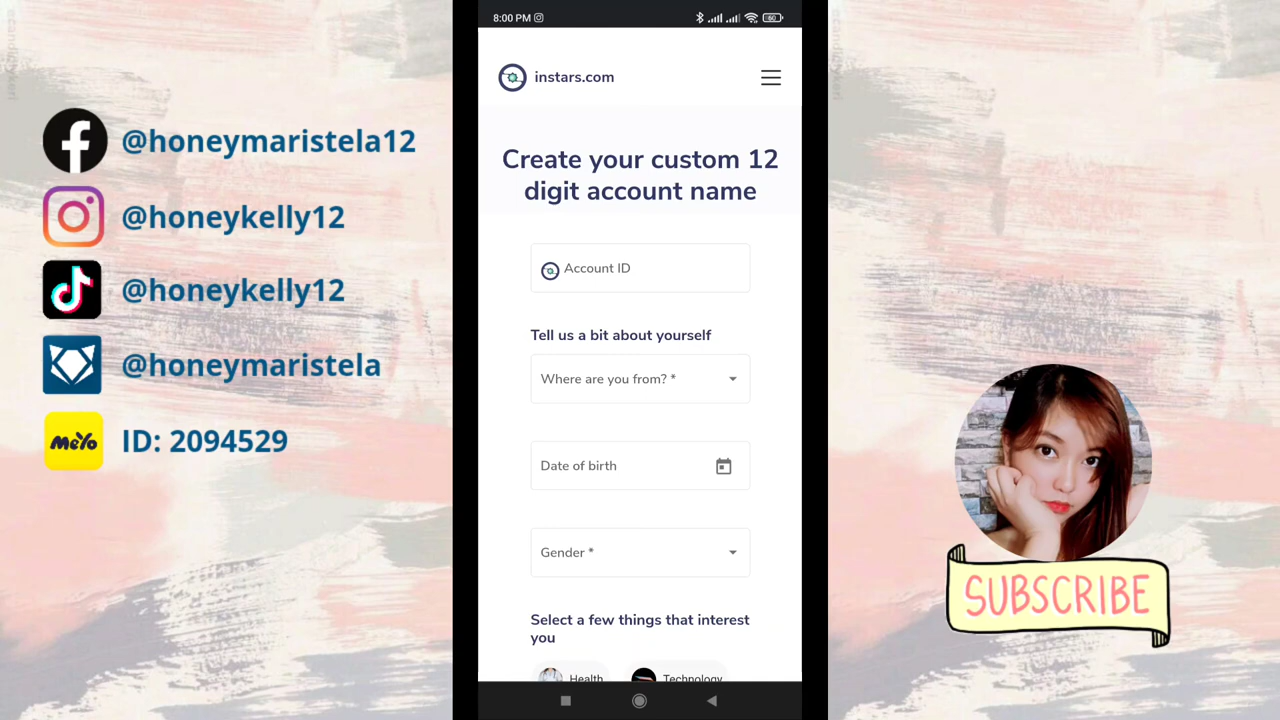 @honeymaristela12
@honeykelly12
@honeykelly12
@honeymaristela
MeYo
ID: 2094529
8:00 PM
60
instars.com
Create your custom 12
digit account name
Account ID
Tell us a bit about yourself
Where are you from? *
Date of birth
Gender *
Select a few things that interest
you
Health
Technology
SUBSCRIBE